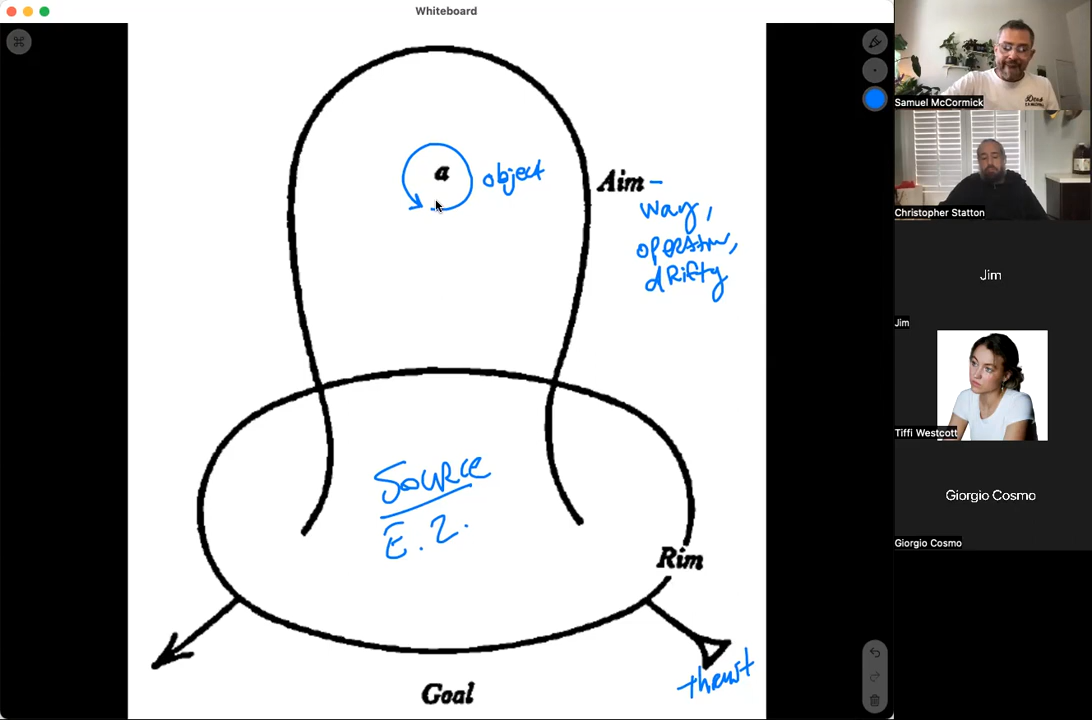 Whiteboard
a
object
Aim –
way,
drifty
Source
E. Z.
Rim
thrust
Goal
Samuel McCormick
Christopher Statton
Jim
Jim
Tiffi Westcott
Giorgio Cosmo
Giorgio Cosmo